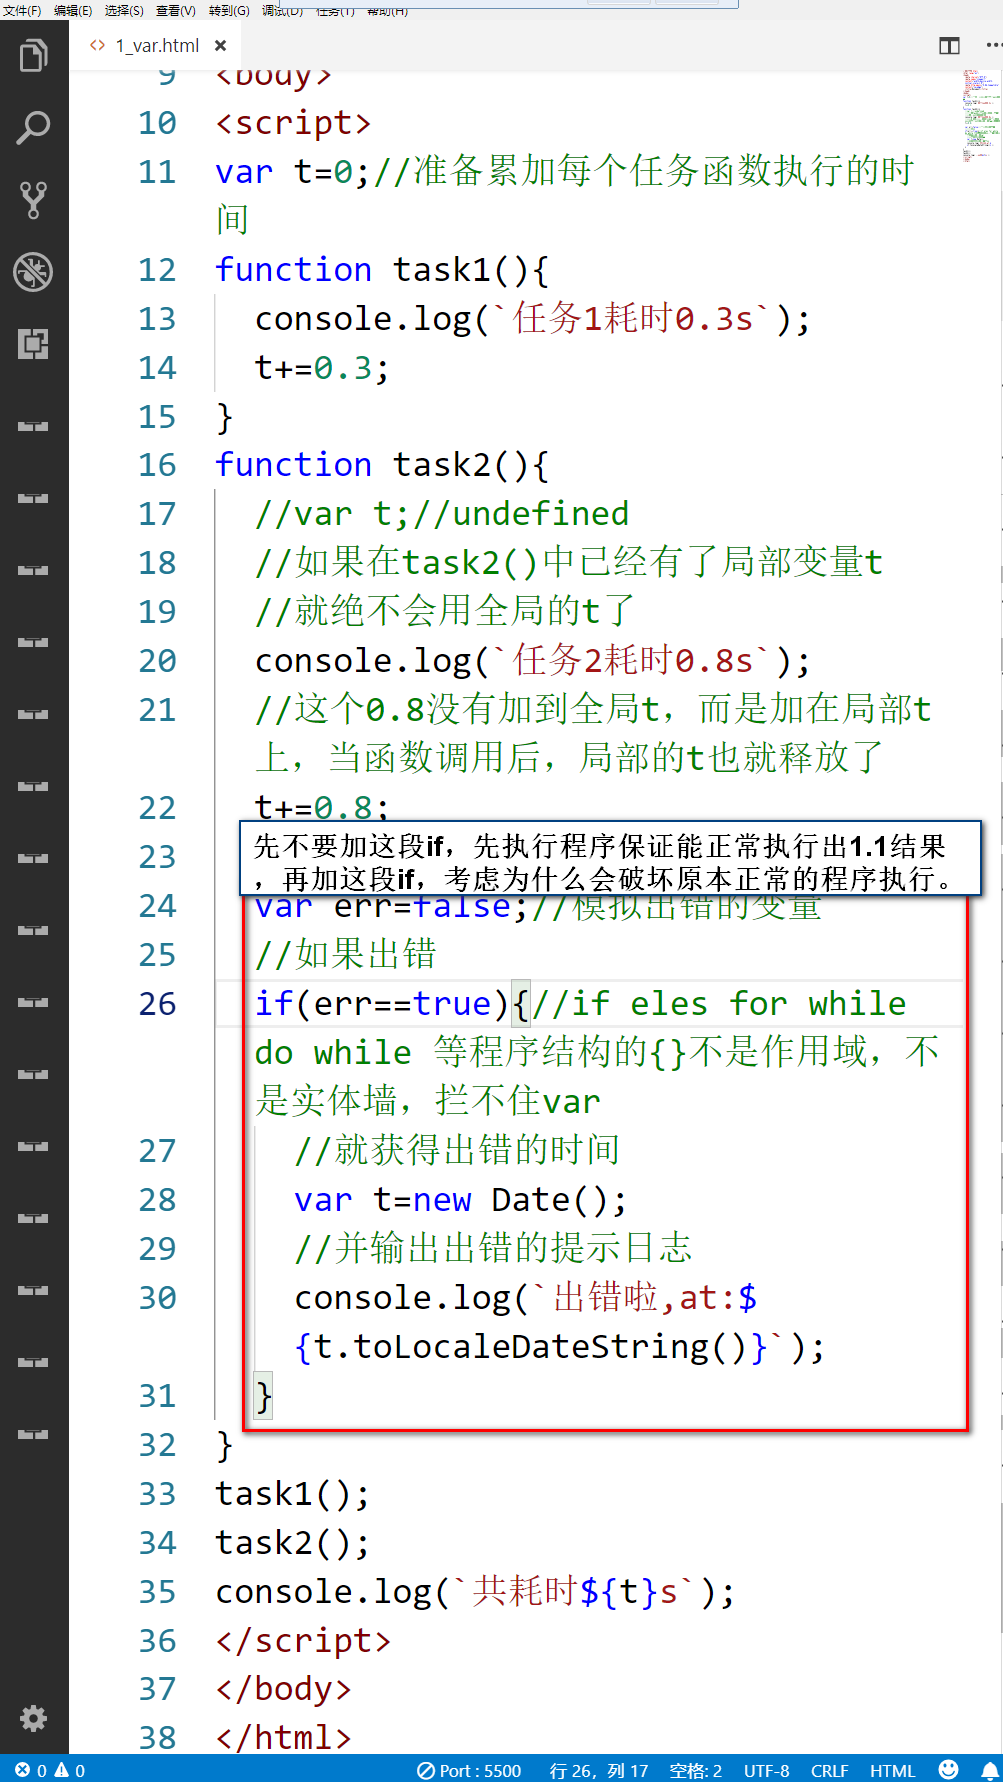 文件(F) 编辑(E) 选择(S) 查看(V) 转到(G) 调试(D) 任务(T) 帮助(H)
<> 1_var.html ×
9 <body>
10 <script>
11 var t=0;//准备累加每个任务函数执行的时
间
12 function task1(){
13 console.log(`任务1耗时0.3s`);
14 t+=0.3;
15 }
16 function task2(){
17 //var t;//undefined
18 //如果在task2()中已经有了局部变量t
19 //就绝不会用全局的t了
20 console.log(`任务2耗时0.8s`);
21 //这个0.8没有加到全局t，而是加在局部t
上，当函数调用后，局部的t也就释放了
22 t+=0.8;
23
先不要加这段if，先执行程序保证能正常执行出1.1结果
，再加这段if，考虑为什么会破坏原本正常的程序执行。
24 var err=false;//模拟出错的变量
25 //如果出错
26 if(err==true){//if eles for while
do while 等程序结构的{}不是作用域，不
是实体墙，拦不住var
27 //就获得出错的时间
28 var t=new Date();
29 //并输出出错的提示日志
30 console.log(`出错啦,at:$
{t.toLocaleDateString()}`);
31 }
32 }
33 task1();
34 task2();
35 console.log(`共耗时${t}s`);
36 </script>
37 </body>
38 </html>
0 0 Port : 5500 行 26，列 17 空格: 2 UTF-8 CRLF HTML